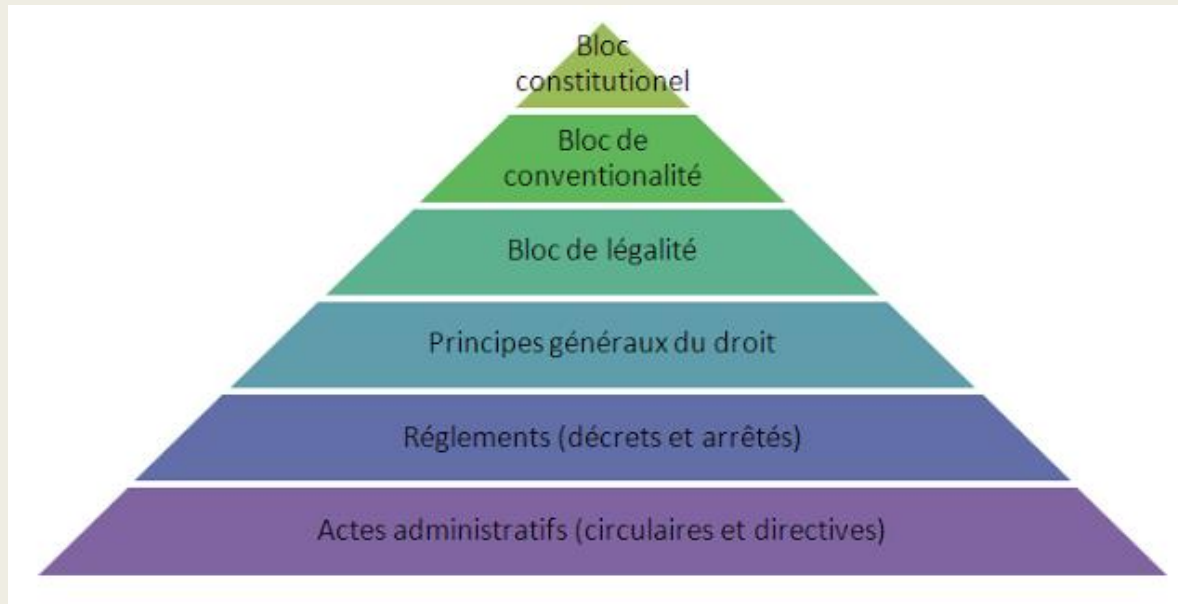 Bloc
constitutionel
Bloc de
conventionalité
Bloc de légalité
Principes généraux du droit
Réglements (décrets et arrêtés)
Actes administratifs (circulaires et directives)